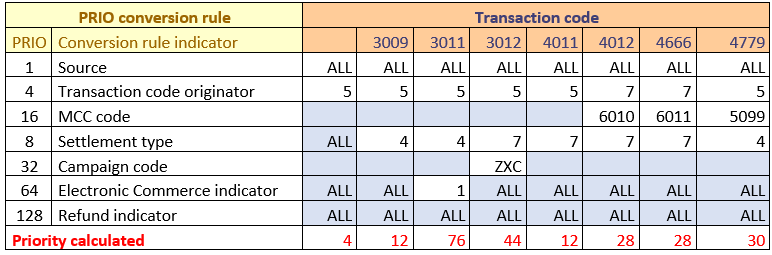 PRIO conversion rule Transaction code
PRIO Conversion rule indicator 3009 3011 3012 4011 4012 4666 4779
1 Source ALL ALL ALL ALL ALL ALL ALL ALL
4 Transaction code originator 5 5 5 5 5 7 7 5
16 MCC code 6010 6011 5099
8 Settlement type ALL 4 4 7 7 7 7 4
32 Campaign code ZXC
64 Electronic Commerce indicator ALL ALL 1 ALL ALL ALL ALL ALL
128 Refund indicator ALL ALL ALL ALL ALL ALL ALL ALL
Priority calculated 4 12 76 44 12 28 28 30